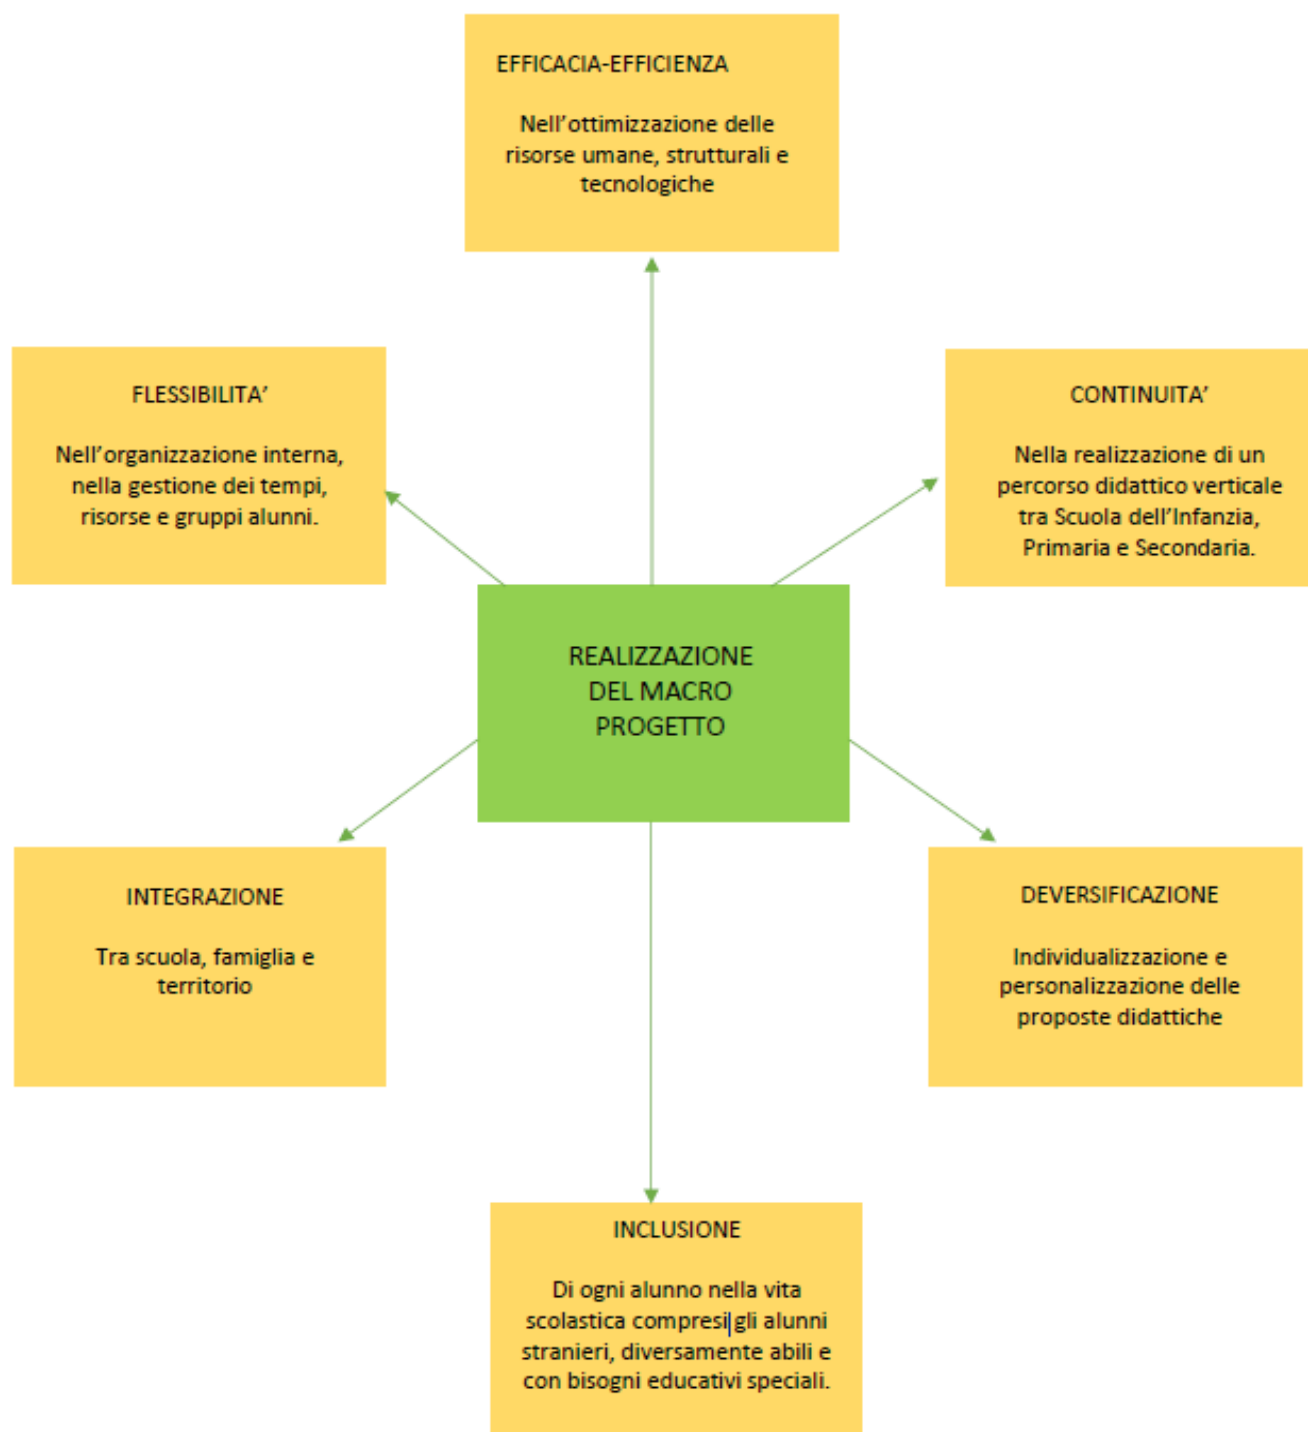 EFFICACIA-EFFICIENZA
Nell’ottimizzazione delle
risorse umane, strutturali e
tecnologiche
FLESSIBILITA’
Nell’organizzazione interna,
nella gestione dei tempi,
risorse e gruppi alunni.
CONTINUITA’
Nella realizzazione di un
percorso didattico verticale
tra Scuola dell’Infanzia,
Primaria e Secondaria.
REALIZZAZIONE
DEL MACRO
PROGETTO
INTEGRAZIONE
Tra scuola, famiglia e
territorio
DEVERSIFICAZIONE
Individualizzazione e
personalizzazione delle
proposte didattiche
INCLUSIONE
Di ogni alunno nella vita
scolastica compresi gli alunni
stranieri, diversamente abili e
con bisogni educativi speciali.